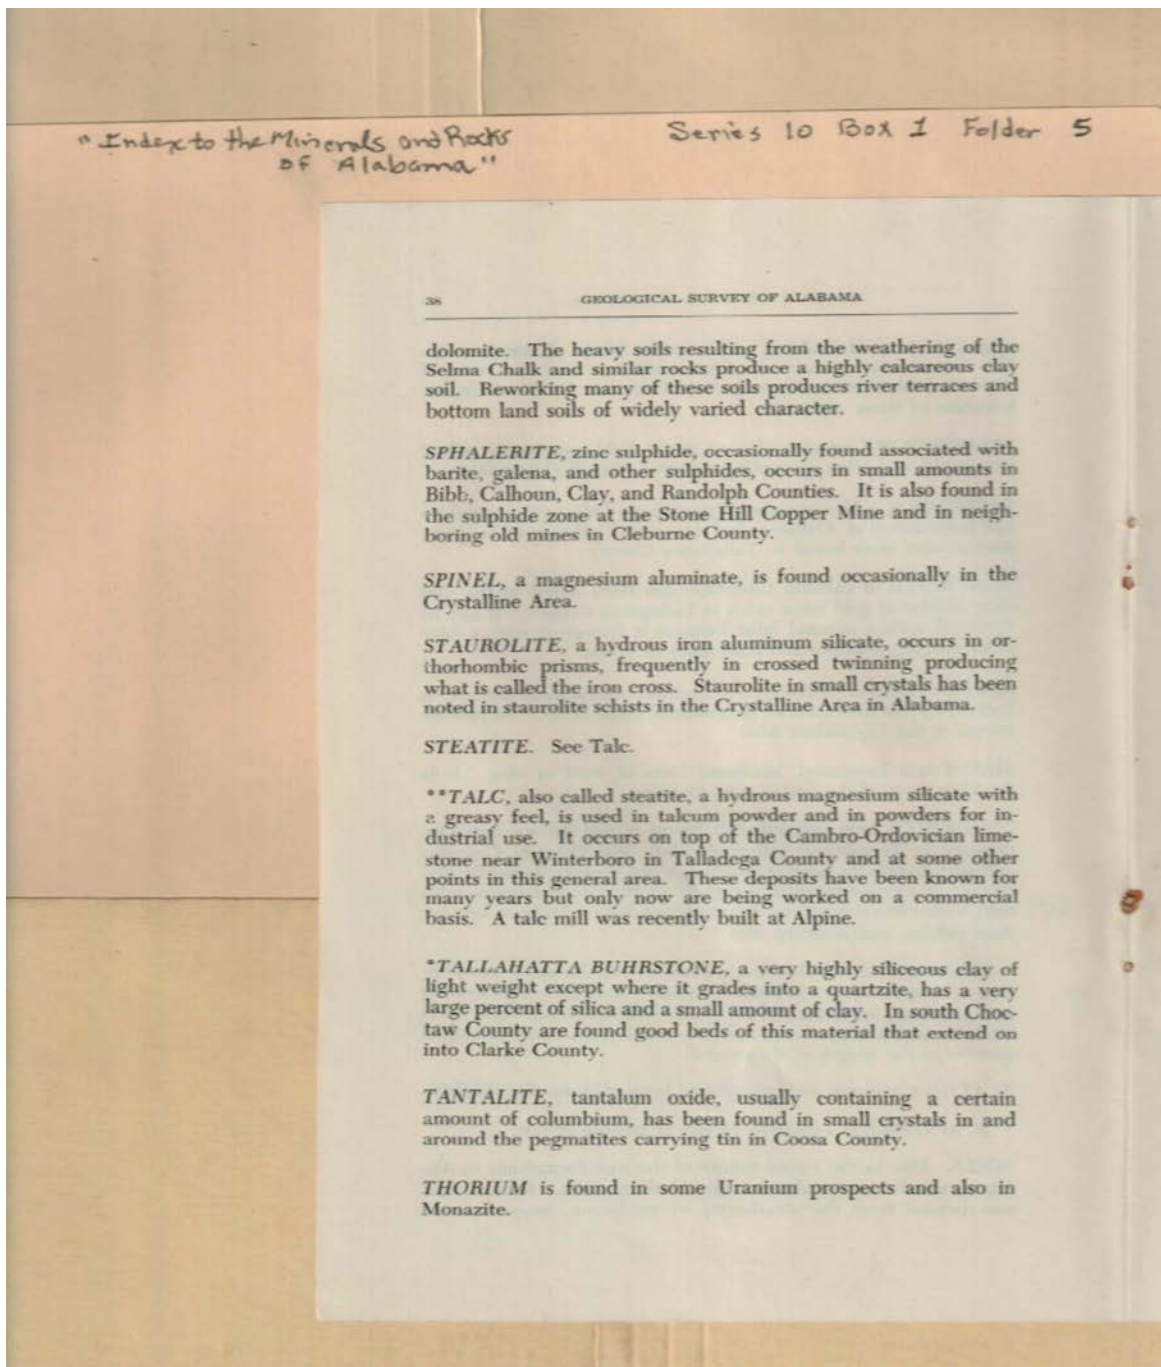 "Index to the Minerals and Rocks
of Alabama"
Series 10 Box 1 Folder 5
38 GEOLOGICAL SURVEY OF ALABAMA
dolomite. The heavy soils resulting from the weathering of the
Selma Chalk and similar rocks produce a highly calcareous clay
soil. Reworking many of these soils produces river terraces and
bottom land soils of widely varied character.
SPHALERITE, zinc sulphide, occasionally found associated with
barite, galena, and other sulphides, occurs in small amounts in
Bibb, Calhoun, Clay, and Randolph Counties. It is also found in
the sulphide zone at the Stone Hill Copper Mine and in neigh-
boring old mines in Cleburne County.
SPINEL, a magnesium aluminate, is found occasionally in the
Crystalline Area.
STAUROLITE, a hydrous iron aluminum silicate, occurs in or-
thorhombic prisms, frequently in crossed twinning producing
what is called the iron cross. Staurolite in small crystals has been
noted in staurolite schists in the Crystalline Area in Alabama.
STEATITE. See Talc.
**TALC, also called steatite, a hydrous magnesium silicate with
a greasy feel, is used in talcum powder and in powders for in-
dustrial use. It occurs on top of the Cambro-Ordovician lime-
stone near Winterboro in Talladega County and at some other
points in this general area. These deposits have been known for
many years but only now are being worked on a commercial
basis. A talc mill was recently built at Alpine.
*TALLAHATTA BUHRSTONE, a very highly siliceous clay of
light weight except where it grades into a quartzite, has a very
large percent of silica and a small amount of clay. In south Choc-
taw County are found good beds of this material that extend on
into Clarke County.
TANTALITE, tantalum oxide, usually containing a certain
amount of columbium, has been found in small crystals in and
around the pegmatites carrying tin in Coosa County.
THORIUM is found in some Uranium prospects and also in
Monazite.